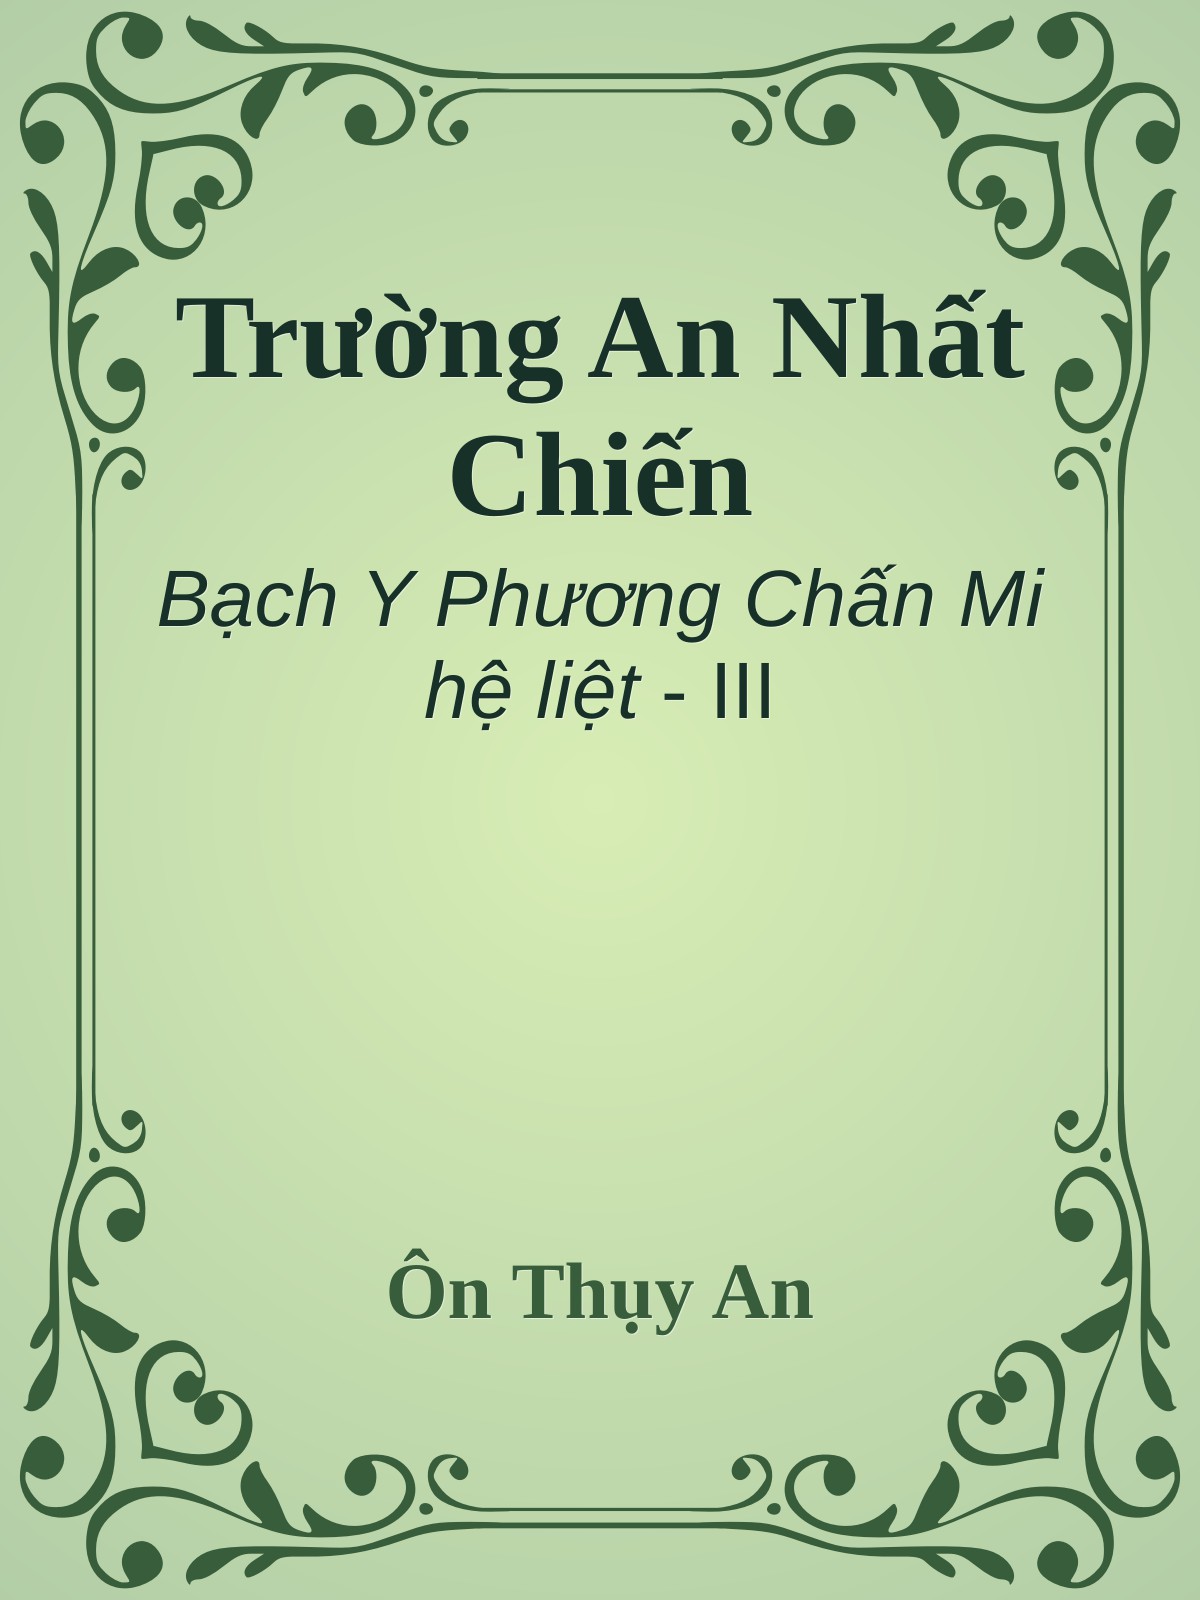 Trường An Nhất
Chiến
Bạch Y Phương Chấn Mi
hệ liệt - III
Ôn Thụy An